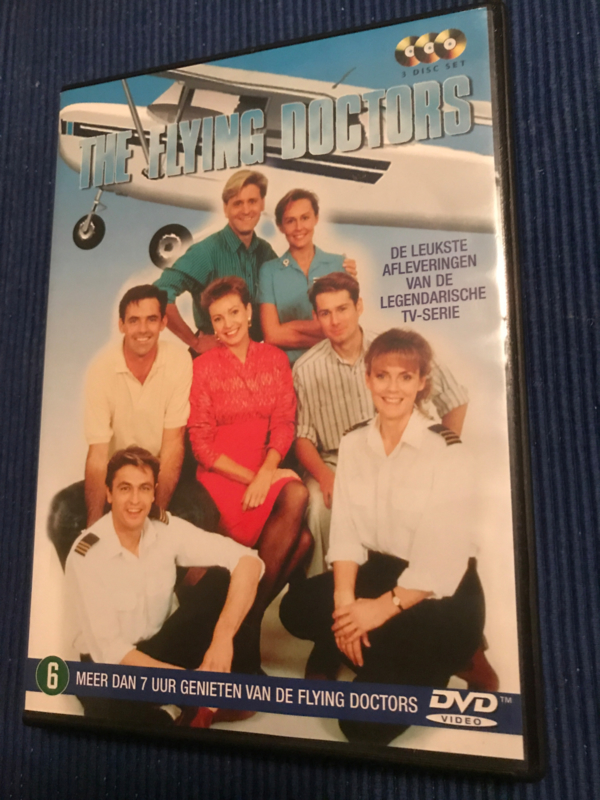 3 DISC SET
THE FLYING DOCTORS
DE LEUKSTE
AFLEVERINGEN
VAN DE
LEGENDARISCHE
TV-SERIE
6 MEER DAN 7 UUR GENIETEN VAN DE FLYING DOCTORS
DVD™
VIDEO